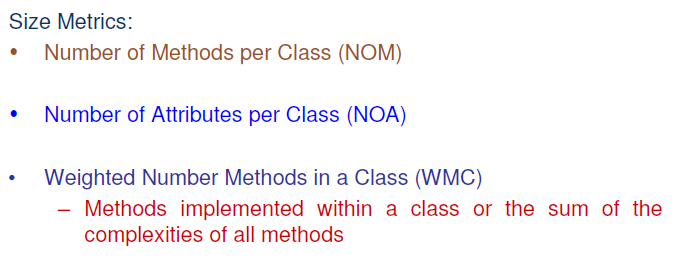 Size Metrics:
• Number of Methods per Class (NOM)
• Number of Attributes per Class (NOA)
• Weighted Number Methods in a Class (WMC)
– Methods implemented within a class or the sum of the
complexities of all methods